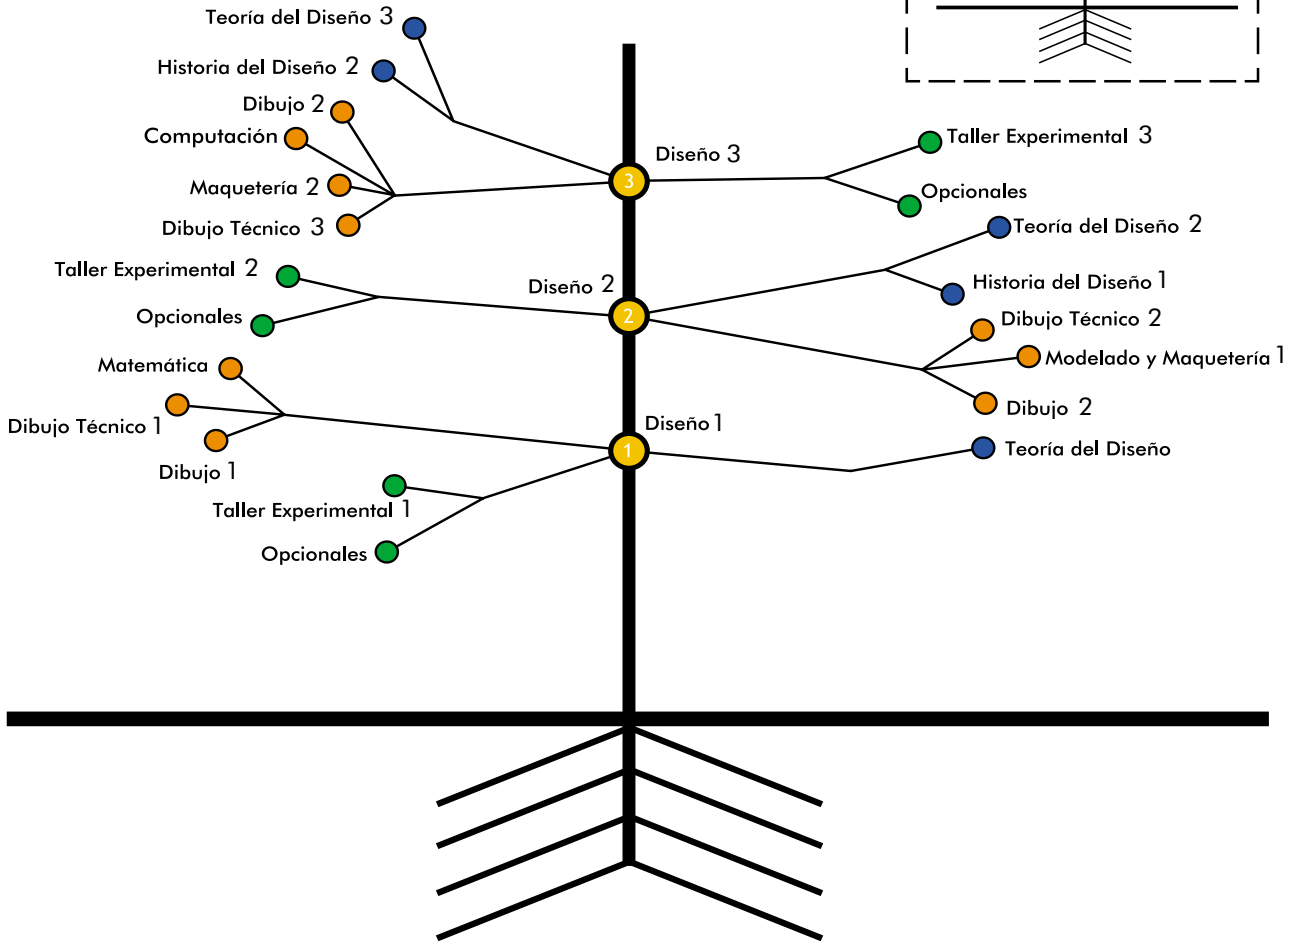 Teoría del Diseño 3
Historia del Diseño 2
Dibujo 2
Computación
Maquetería 2
Dibujo Técnico 3
Diseño 3
3
Taller Experimental 3
Opcionales
Taller Experimental 2
Opcionales
Diseño 2
2
Teoría del Diseño 2
Historia del Diseño 1
Dibujo Técnico 2
Modelado y Maquetería 1
Dibujo 2
Matemática
Dibujo Técnico 1
Dibujo 1
Diseño 1
1
Teoría del Diseño
Taller Experimental 1
Opcionales